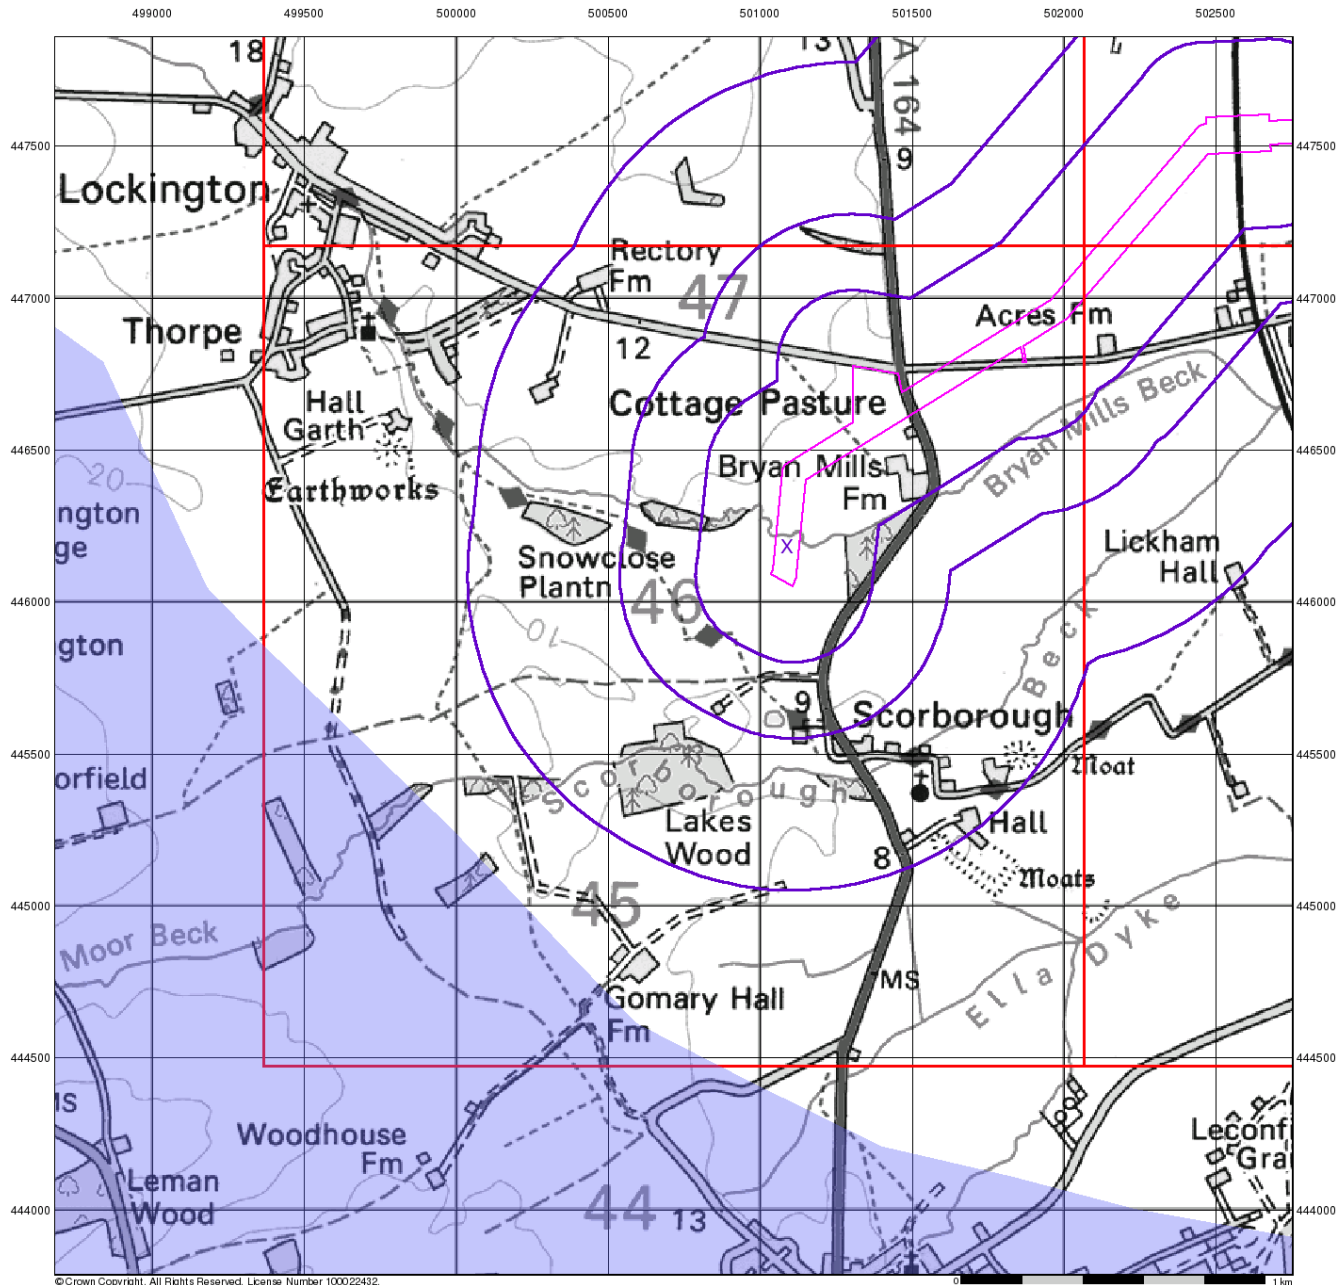 499000 499500 500000 500500 501000 501500 502000 502500
18
13
A 164
447500 447500
9
Lockington
Rectory
Fm
47
447000 447000
Acres Fm
Thorpe
12
Bryan Mills Beck
Hall
Garth
Cottage Pasture
446500 446500
20
Bryan Mills
Fm
Earthworks
ngton
ge
X
Lickham
Hall
Snowclose
Plantn
446000 46 446000
10
gton
Beck
9
Scorborough
445500 445500
Moat
orfield
Scorborough
Lakes
Wood
Hall
8
Moats
445000 45 445000
Moor Beck
Ella Dyke
MS
Gomary Hall
Fm
444500 444500
MS
Woodhouse
Fm
Leconfi
Gra
Leman
Wood
444000 44 13 444000
© Crown Copyright. All Rights Reserved. License Number 100022432.
0 1 km